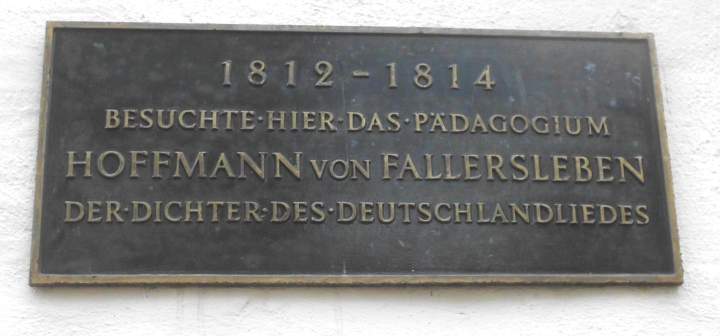 1812 - 1814
BESUCHTE·HIER·DAS·PÄDAGOGIUM
HOFFMANN VON FALLERSLEBEN
DER·DICHTER·DES·DEUTSCHLANDLIEDES